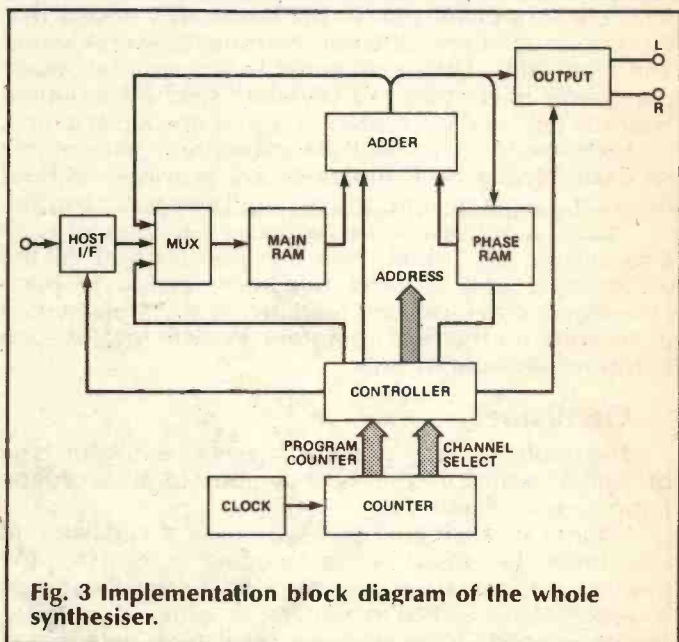 OUTPUT
L
R
ADDER
HOST
I/F
MUX
MAIN
RAM
PHASE
RAM
ADDRESS
CONTROLLER
PROGRAM
COUNTER
CHANNEL
SELECT
CLOCK
COUNTER
Fig. 3 Implementation block diagram of the whole
synthesiser.